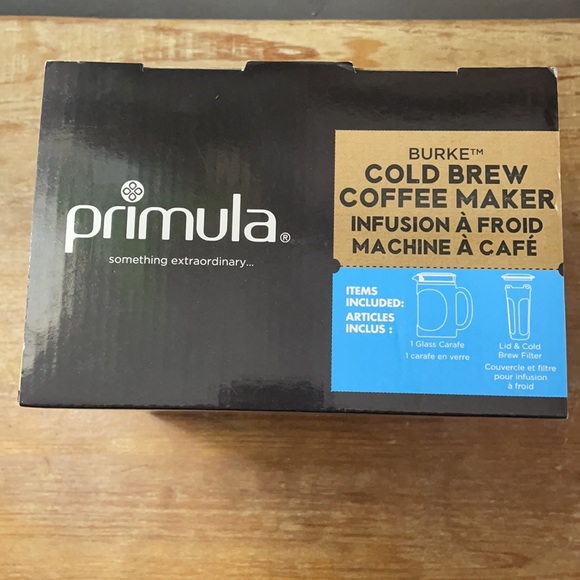 primula®
something extraordinary...
BURKE™
COLD BREW
COFFEE MAKER
INFUSION À FROID
MACHINE À CAFÉ
ITEMS
INCLUDED:
ARTICLES
INCLUS :
1 Glass Carafe
1 carafe en verre
Lid & Cold
Brew Filter
Couvercle et filtre
pour infusion
à froid